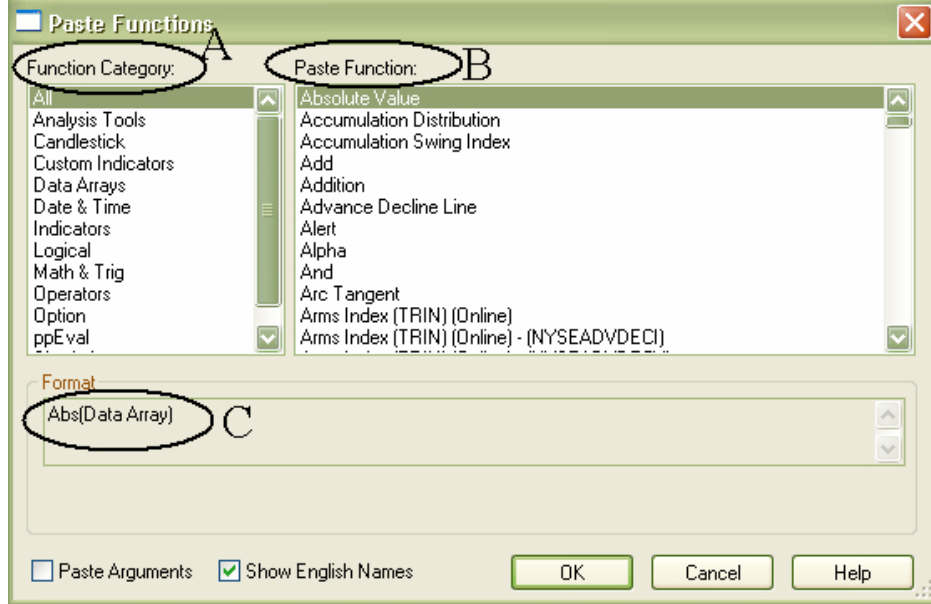 Paste Functions
A
Function Category:
Paste Function:
B
All
Analysis Tools
Candlestick
Custom Indicators
Data Arrays
Date & Time
Indicators
Logical
Math & Trig
Operators
Option
ppEval
Absolute Value
Accumulation Distribution
Accumulation Swing Index
Add
Addition
Advance Decline Line
Alert
Alpha
And
Arc Tangent
Arms Index (TRIN) (Online)
Arms Index (TRIN) (Online) - (NYSEADVDECI)
Format
Abs(Data Array)
C
Paste Arguments
Show English Names
OK
Cancel
Help